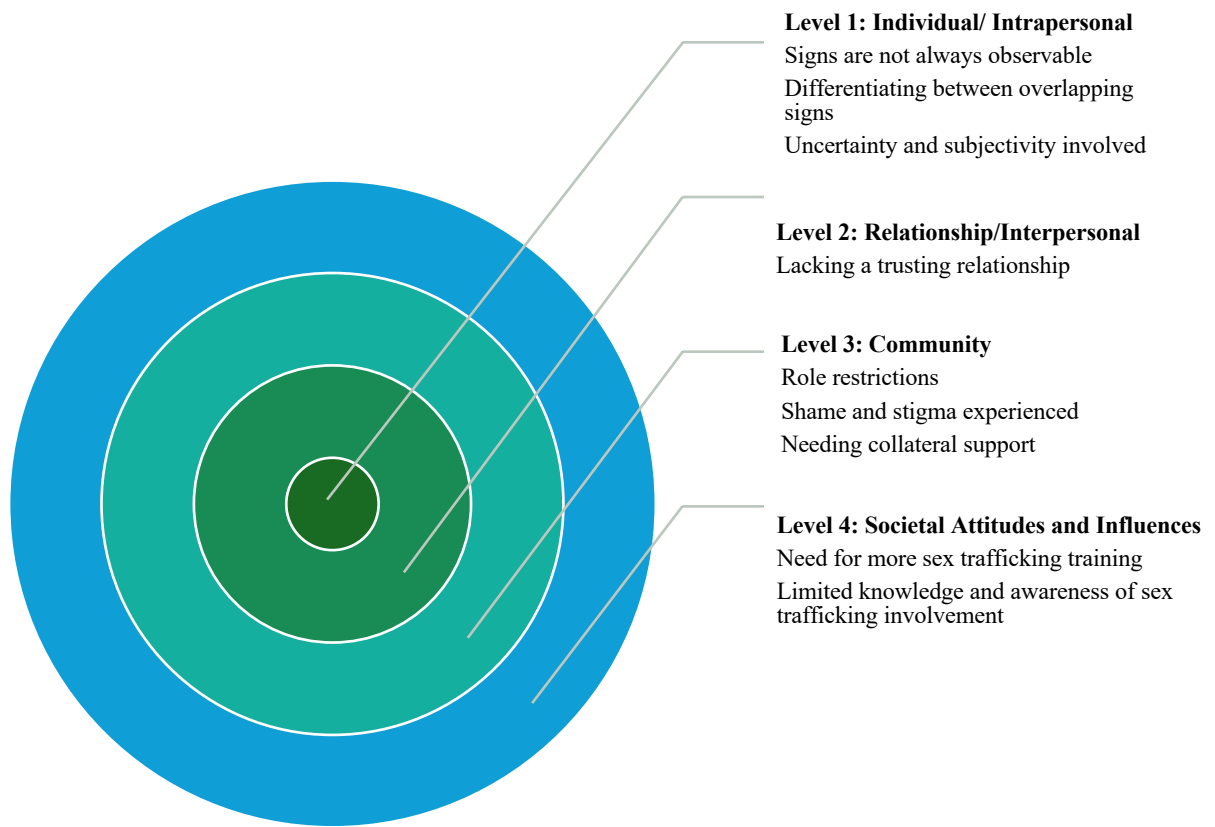 Level 1: Individual/ Intrapersonal
Signs are not always observable
Differentiating between overlapping
signs
Uncertainty and subjectivity involved
Level 2: Relationship/Interpersonal
Lacking a trusting relationship
Level 3: Community
Role restrictions
Shame and stigma experienced
Needing collateral support
Level 4: Societal Attitudes and Influences
Need for more sex trafficking training
Limited knowledge and awareness of sex
trafficking involvement